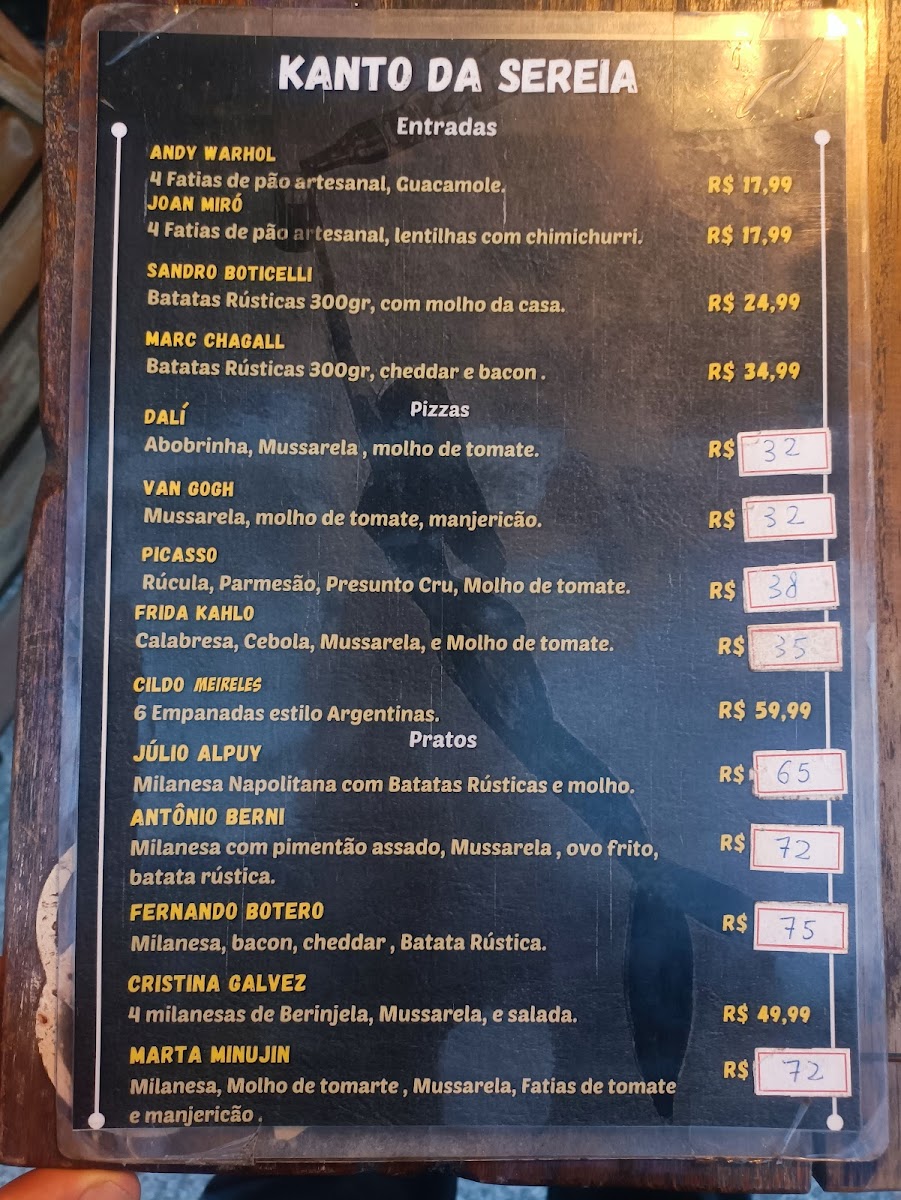 KANTO DA SEREIA
Entradas
ANDY WARHOL
4 Fatias de pão artesanal, Guacamole. R$ 17,99
JOAN MIRÓ
4 Fatias de pão artesanal, lentilhas com chimichurri. R$ 17,99
SANDRO BOTICELLI
Batatas Rústicas 300gr, com molho da casa. R$ 24,99
MARC CHAGALL
Batatas Rústicas 300gr, cheddar e bacon . R$ 34,99
Pizzas
DALÍ
Abobrinha, Mussarela , molho de tomate. R$ 32
VAN GOGH
Mussarela, molho de tomate, manjericão. R$ 32
PICASSO
Rúcula, Parmesão, Presunto Cru, Molho de tomate. R$ 38
FRIDA KAHLO
Calabresa, Cebola, Mussarela, e Molho de tomate. R$ 35
CILDO MEIRELES
6 Empanadas estilo Argentinas. R$ 59,99
Pratos
JÚLIO ALPUY
Milanesa Napolitana com Batatas Rústicas e molho. R$ 65
ANTÔNIO BERNI
Milanesa com pimentão assado, Mussarela , ovo frito, R$ 72
batata rústica.
FERNANDO BOTERO
Milanesa, bacon, cheddar , Batata Rústica. R$ 75
CRISTINA GALVEZ
4 milanesas de Berinjela, Mussarela, e salada. R$ 49,99
MARTA MINUJIN
Milanesa, Molho de tomarte , Mussarela, Fatias de tomate R$ 72
e manjericão .